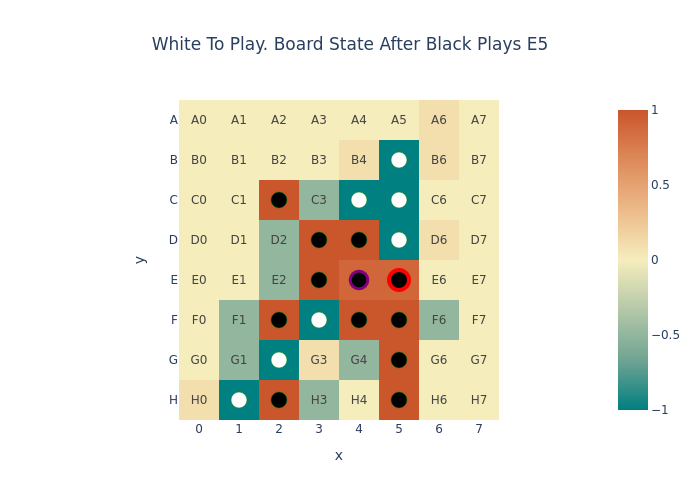 White To Play. Board State After Black Plays E5
A A0 A1 A2 A3 A4 A5 A6 A7
B B0 B1 B2 B3 B4 B6 B7
C C0 C1 C3 C6 C7
D D0 D1 D2 D6 D7
E E0 E1 E2 E6 E7
F F0 F1 F6 F7
G G0 G1 G3 G4 G6 G7
H H0 H3 H4 H6 H7
0 1 2 3 4 5 6 7
x
y
1
0.5
0
−0.5
−1